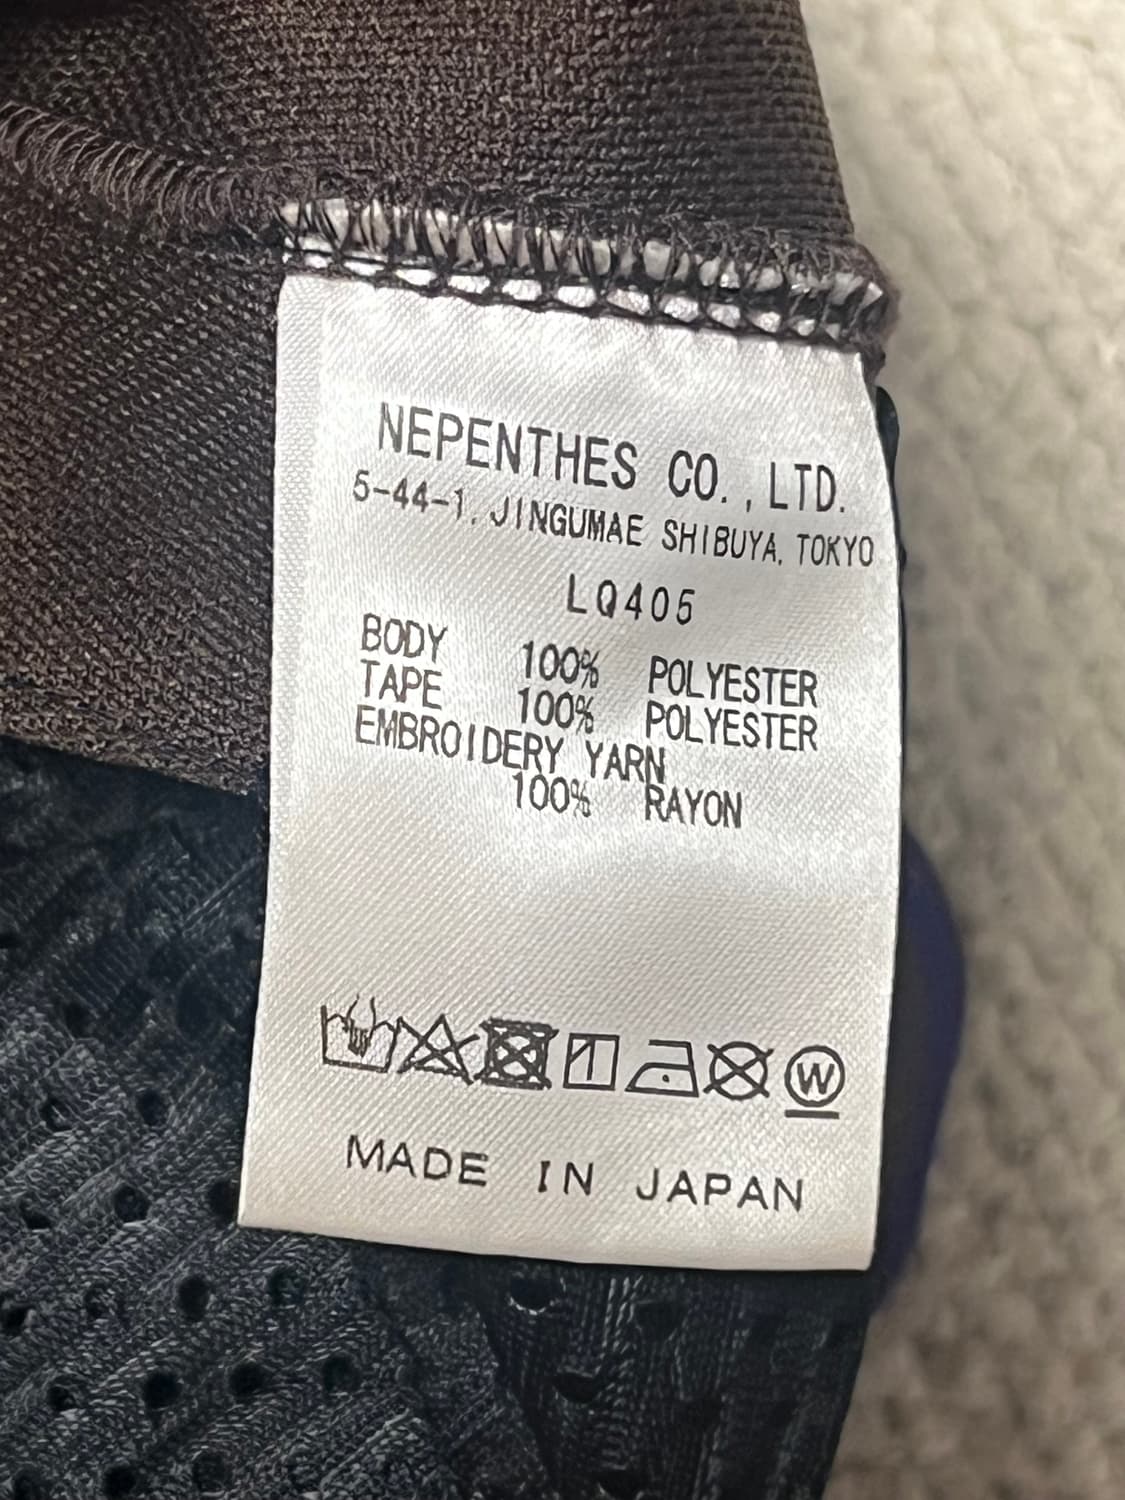 NEPENTHES CO., LTD.
5-44-1, JINGUMAE SHIBUYA, TOKYO
LQ405
BODY 100% POLYESTER
TAPE 100% POLYESTER
EMBROIDERY YARN
100% RAYON
W
MADE IN JAPAN